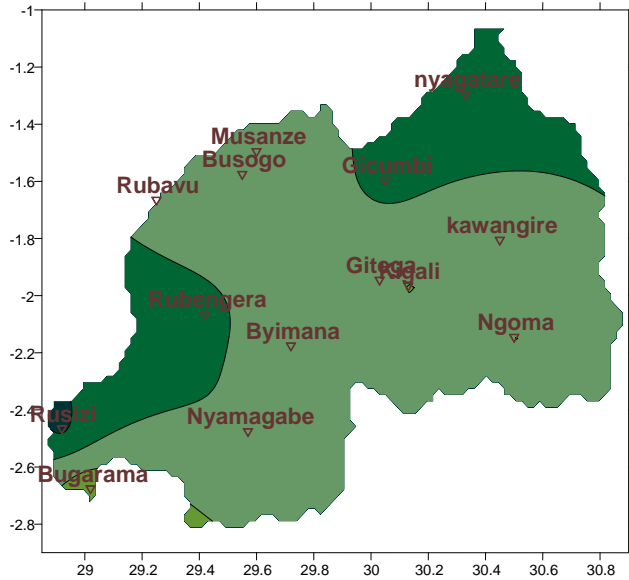 -1
nyagatare
-1.2
-1.4
Musanze
Busogo
Gicumbi
-1.6
Rubavu
kawangire
-1.8
Gitega
Kigali
-2
Rubengera
Ngoma
Byimana
-2.2
-2.4
Rusizi
Nyamagabe
-2.6
Bugarama
-2.8
29 29.2 29.4 29.6 29.8 30 30.2 30.4 30.6 30.8